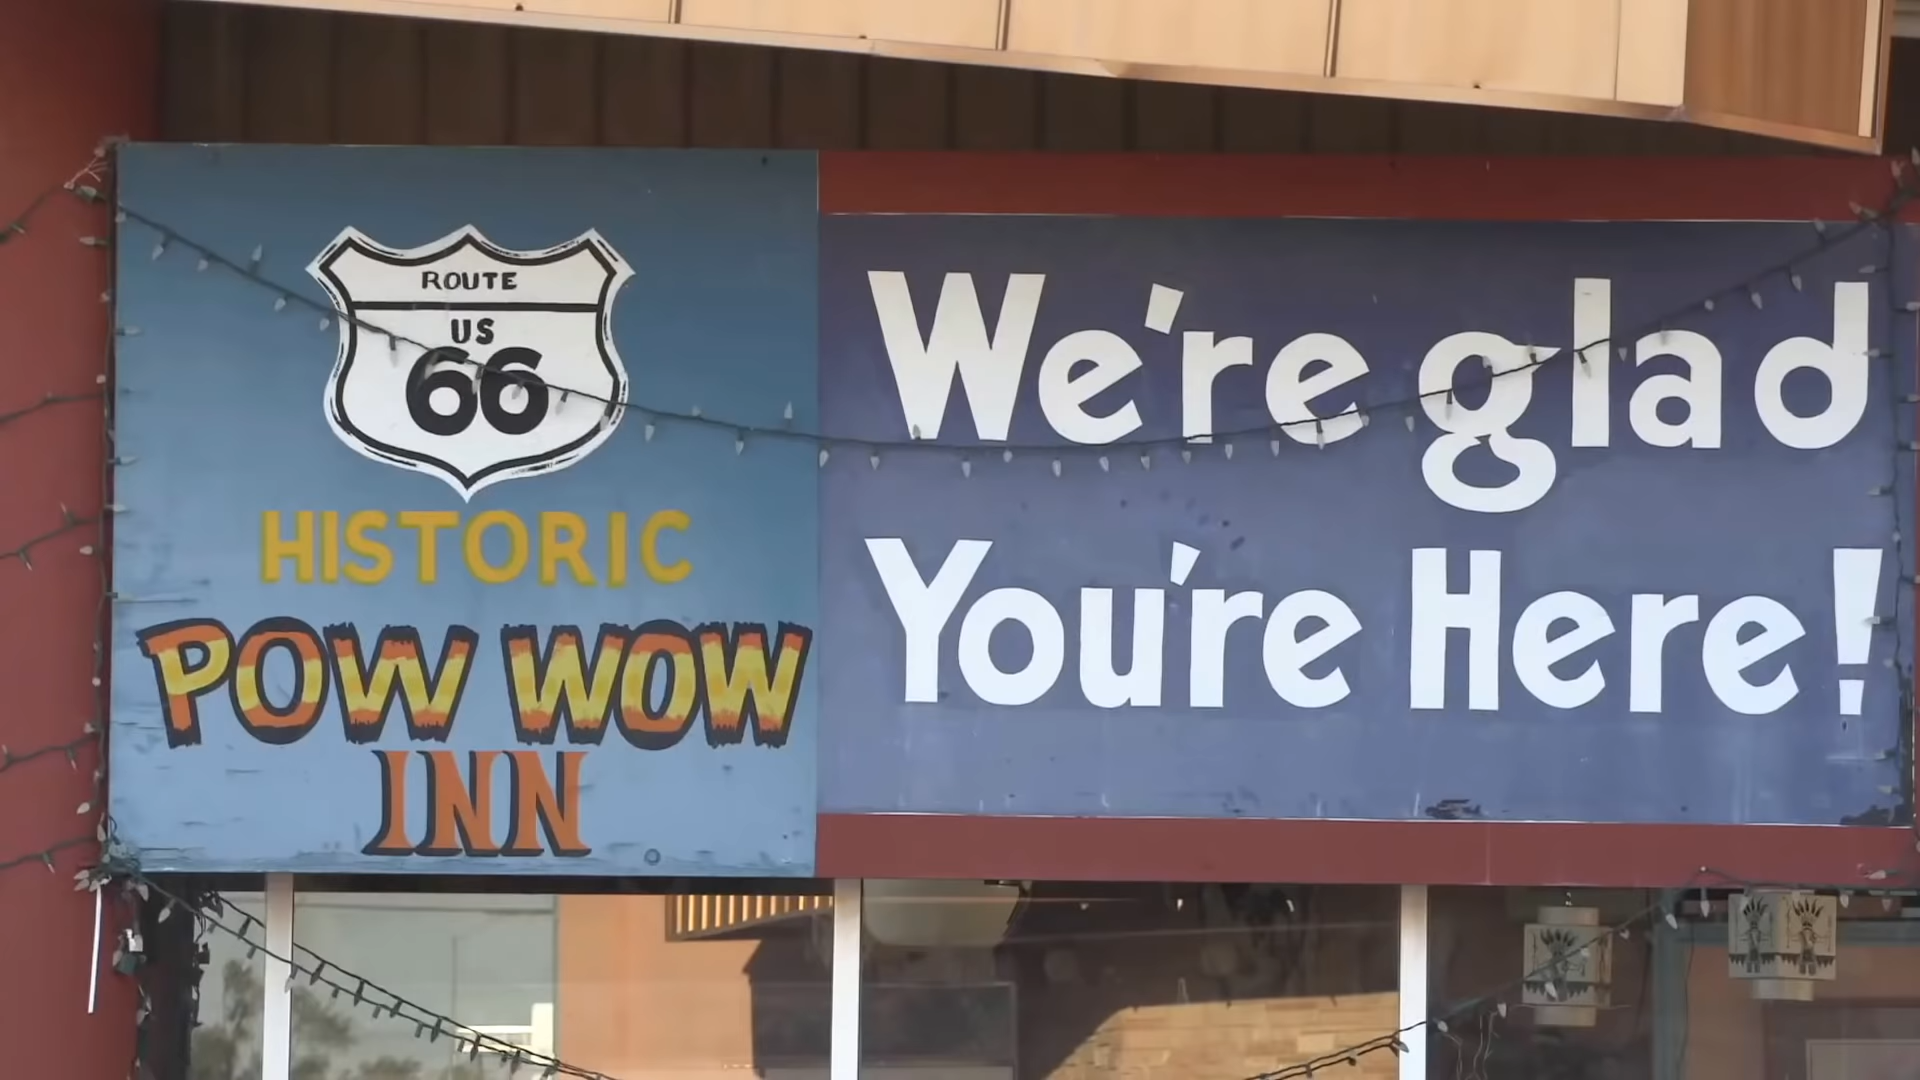 ROUTE
US
66
HISTORIC
POW WOW
INN
We're glad
You're Here!